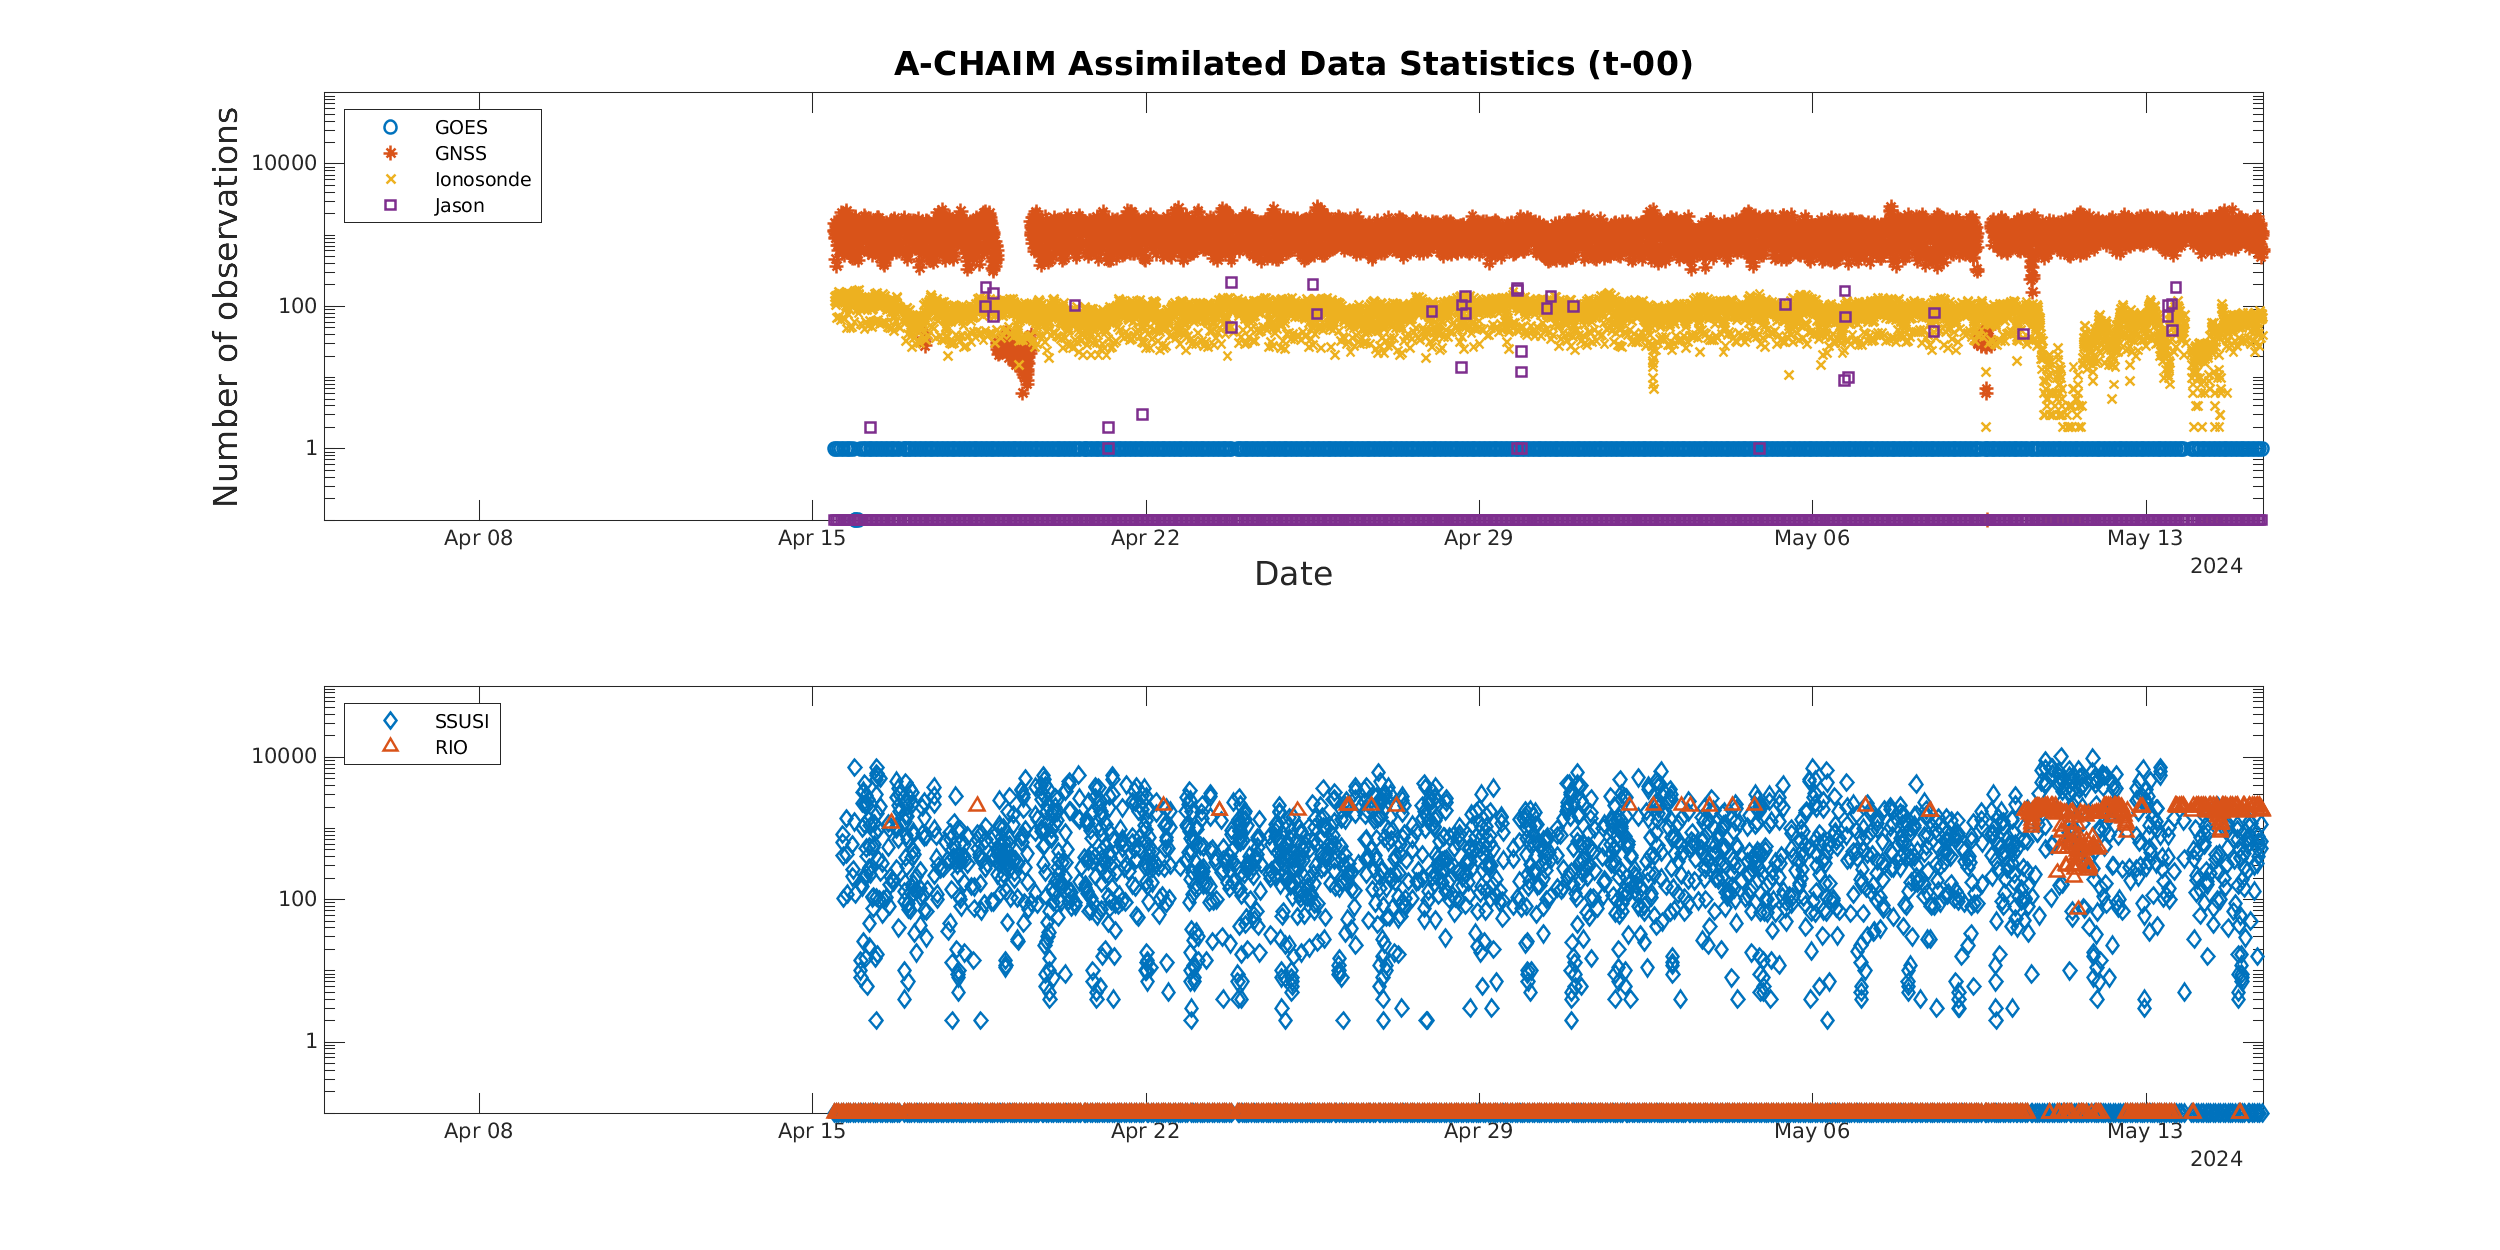 A-CHAIM Assimilated Data Statistics (t-00)
Number of observations
GOES
GNSS
Ionosonde
Jason
10000
100
1
Apr 08
Apr 15
Apr 22
Apr 29
May 06
May 13
2024
Date
SSUSI
RIO
10000
100
1
Apr 08
Apr 15
Apr 22
Apr 29
May 06
May 13
2024